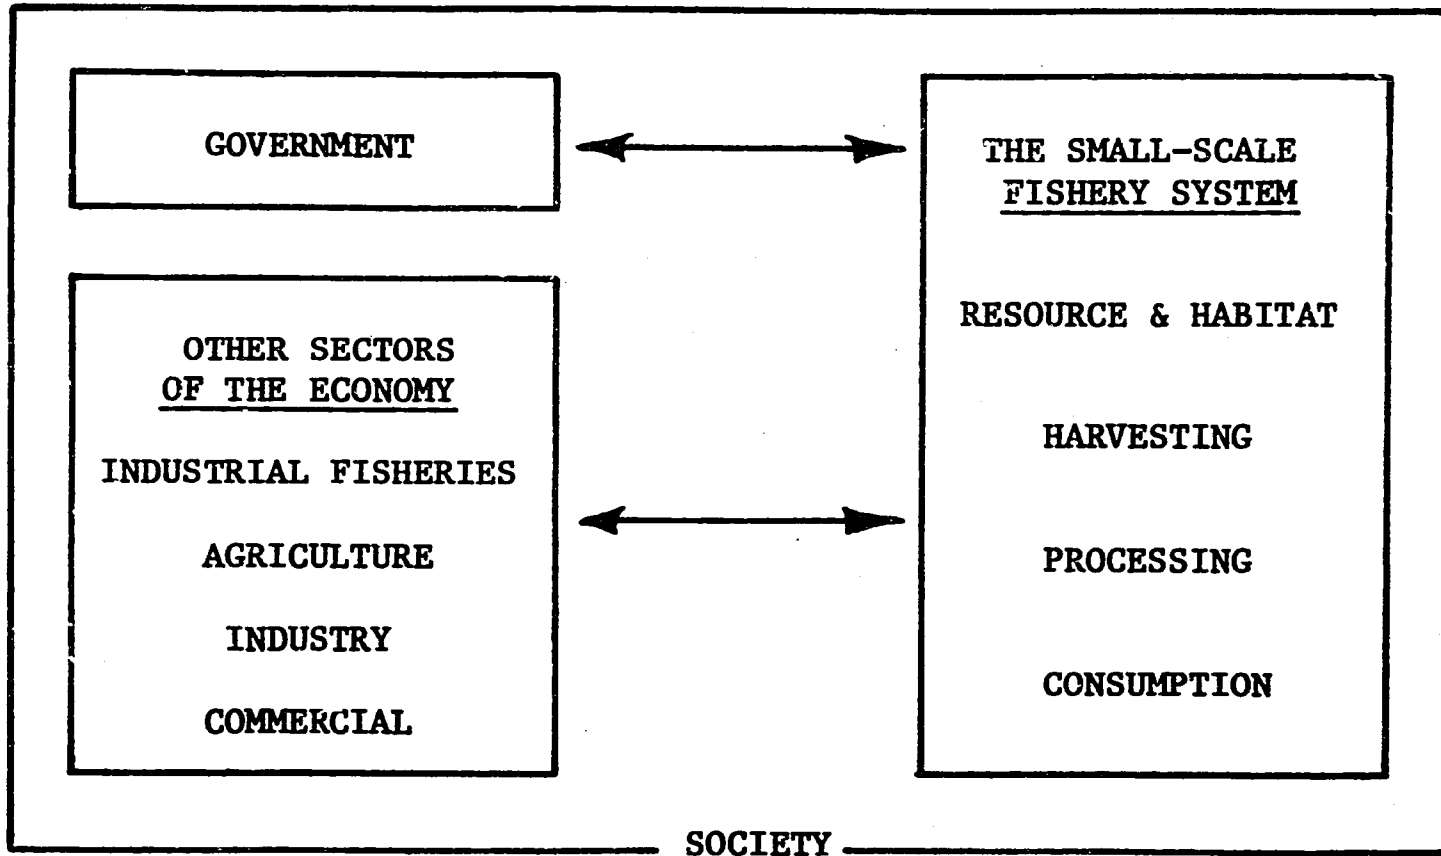 GOVERNMENT
OTHER SECTORS
OF THE ECONOMY
INDUSTRIAL FISHERIES
AGRICULTURE
INDUSTRY
COMMERCIAL
THE SMALL-SCALE
FISHERY SYSTEM
RESOURCE & HABITAT
HARVESTING
PROCESSING
CONSUMPTION
SOCIETY